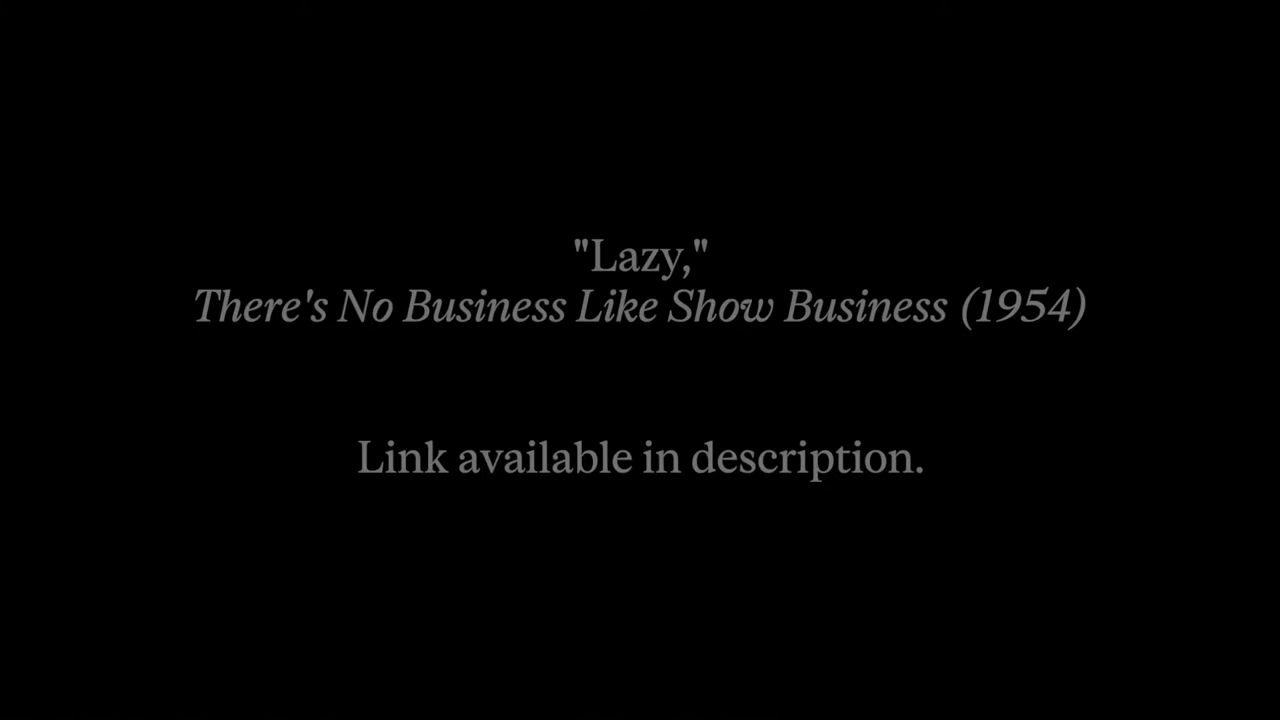 "Lazy,"
There's No Business Like Show Business (1954)
Link available in description.